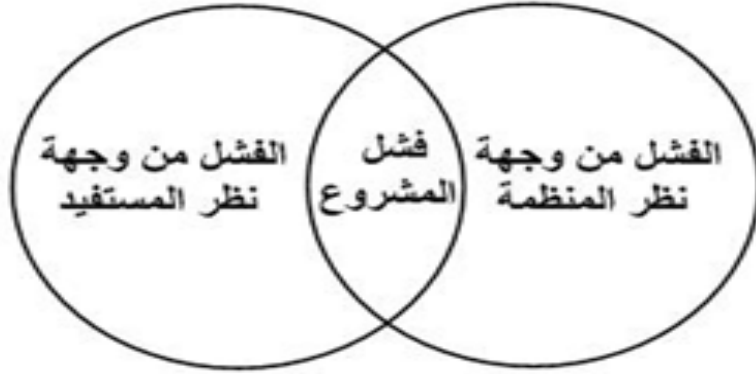 الفشل من وجهة
نظر المنظمة
فشل
المشروع
الفشل من وجهة
نظر المستفيد